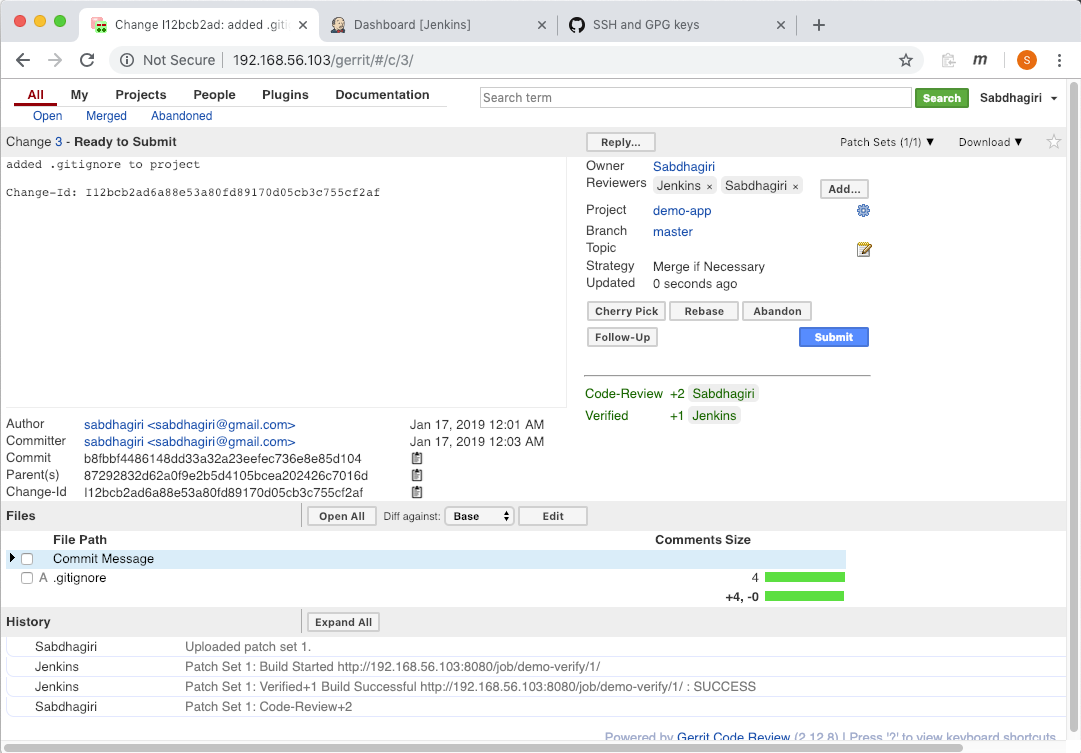 Change I12bcb2ad: added .giti
Dashboard [Jenkins]
SSH and GPG keys
Not Secure 192.168.56.103/gerrit/#/c/3/
m
S
All My Projects People Plugins Documentation
Search term
Search
Sabdhagiri
Open Merged Abandoned
Change 3 - Ready to Submit
Reply...
Patch Sets (1/1) ▼ Download ▼
added .gitignore to project
Change-Id: I12bcb2ad6a88e53a80fd89170d05cb3c755cf2af
Owner Sabdhagiri
Reviewers Jenkins × Sabdhagiri × Add...
Project demo-app
Branch master
Topic
Strategy Merge if Necessary
Updated 0 seconds ago
Cherry Pick Rebase Abandon
Follow-Up Submit
Code-Review +2 Sabdhagiri
Verified +1 Jenkins
Author sabdhagiri <sabdhagiri@gmail.com> Jan 17, 2019 12:01 AM
Committer sabdhagiri <sabdhagiri@gmail.com> Jan 17, 2019 12:03 AM
Commit b8fbbf4486148dd33a32a23eefec736e8e85d104
Parent(s) 87292832d62a0f9e2b5d4105bcea202426c7016d
Change-Id I12bcb2ad6a88e53a80fd89170d05cb3c755cf2af
Files Open All Diff against: Base Edit
File Path Comments Size
Commit Message
A .gitignore 4
+4, -0
History Expand All
Sabdhagiri Uploaded patch set 1.
Jenkins Patch Set 1: Build Started http://192.168.56.103:8080/job/demo-verify/1/
Jenkins Patch Set 1: Verified+1 Build Successful http://192.168.56.103:8080/job/demo-verify/1/ : SUCCESS
Sabdhagiri Patch Set 1: Code-Review+2
Powered by Gerrit Code Review (2.12.8) | Press '?' to view keyboard shortcuts